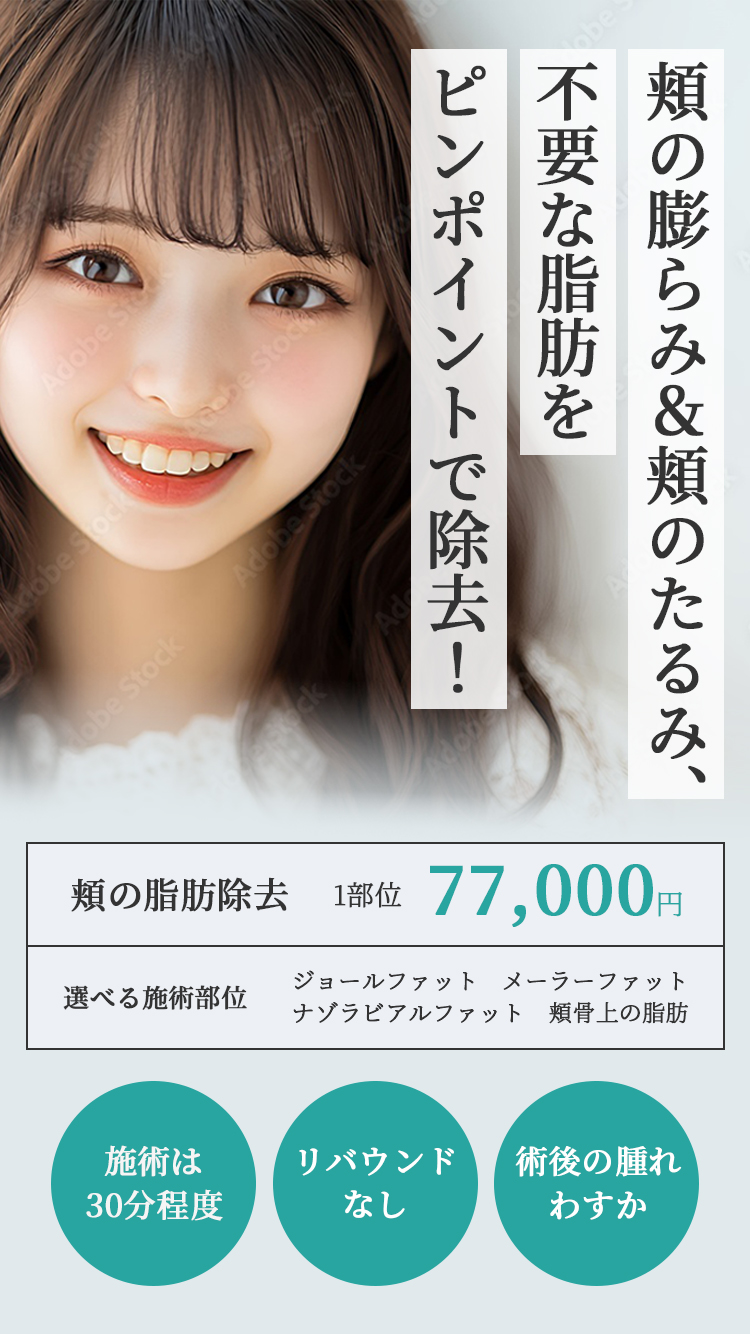 頬の膨らみ&頬のたるみ、
不要な脂肪を
ピンポイントで除去！
頬の脂肪除去 1部位 77,000円
選べる施術部位
ジョールファット メーラーファット
ナゾラビアルファット 頬骨上の脂肪
施術は
30分程度
リバウンド
なし
術後の腫れ
わずか
Adobe Stock